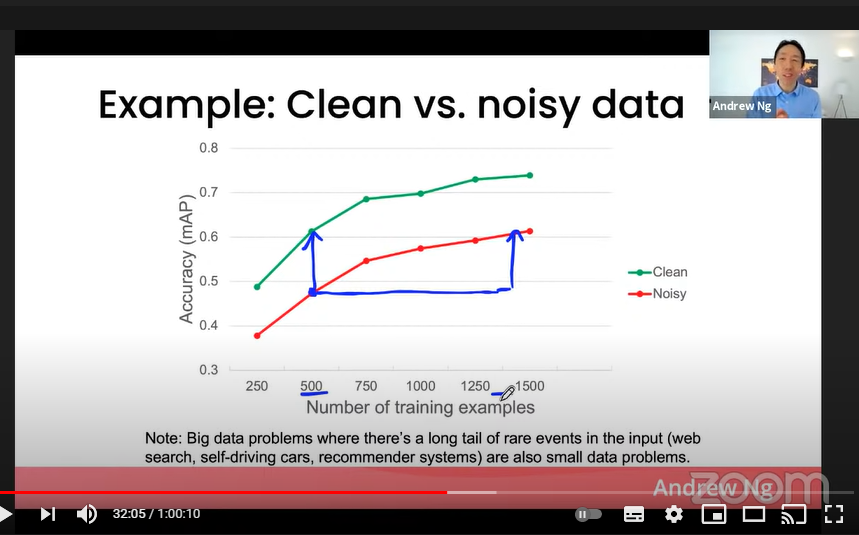 Andrew Ng
Example: Clean vs. noisy data
0.8
0.7
0.6
0.5
0.4
0.3
Accuracy (mAP)
Clean
Noisy
250 500 750 1000 1250 1500
Number of training examples
Note: Big data problems where there's a long tail of rare events in the input (web
search, self-driving cars, recommender systems) are also small data problems.
Andrew Ng
zoom
32:05 / 1:00:10